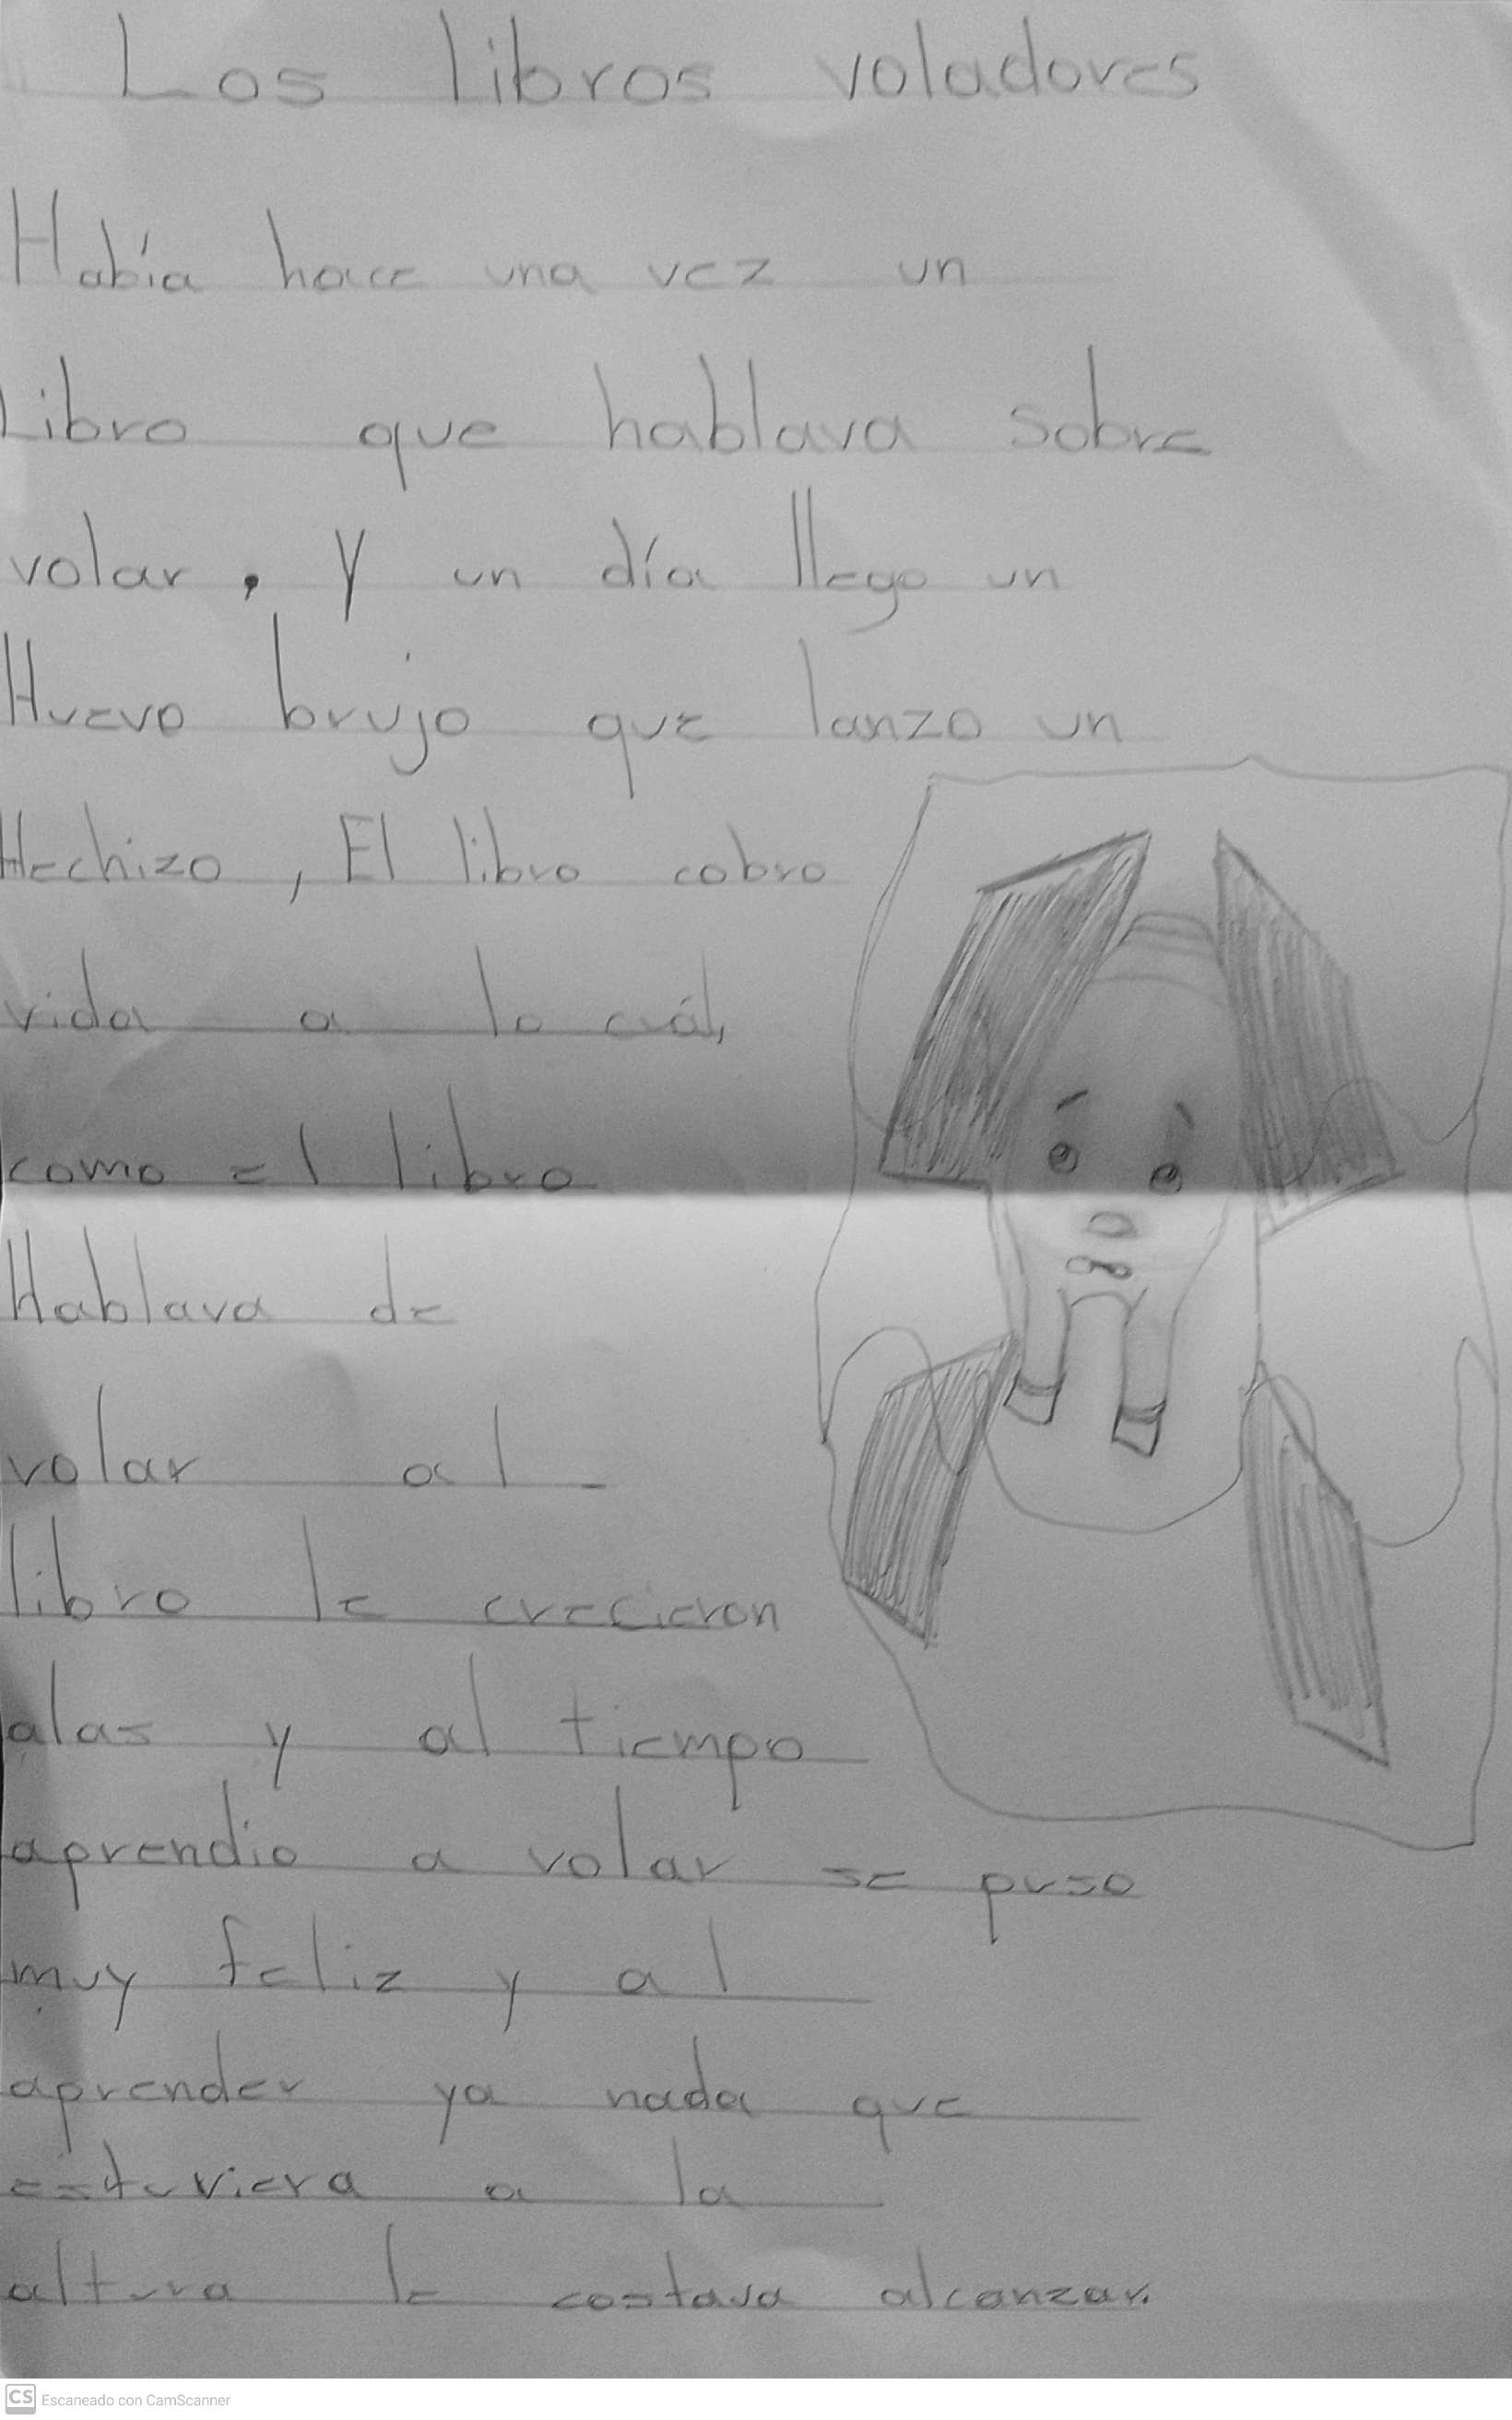 Los libros voladores
Había hace una vez un
Libro que hablava sobre
volar. Y un día llego un
Huevo brujo que lanzo un
Hechizo, El libro cobro
vida a lo cuál,
como el libro
Hablava de
volar al
libro le crecieron
alas y al tiempo
aprendio a volar se puso
muy feliz y al
aprender ya nada que
estuviera a la
altura le costava alcanzar.
CS Escaneado con CamScanner